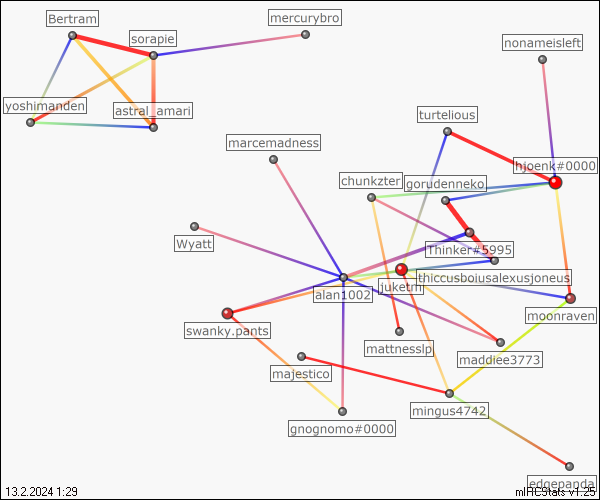 Bertram
mercurybro
sorapie
nonameisleft
yoshimanden
astral_amari
turtelious
marcemadness
hjoenk#0000
chunkzter
gorudenneko
Wyatt
Thinker#5995
thiccusboiusalexusjoneus
juketrh
alan1002
moonraven
swanky.pants
mattnesslp
maddiee3773
majestico
mingus4742
gnognomo#0000
edgepanda
13.2.2024 1:29
mIRCStats v1.25